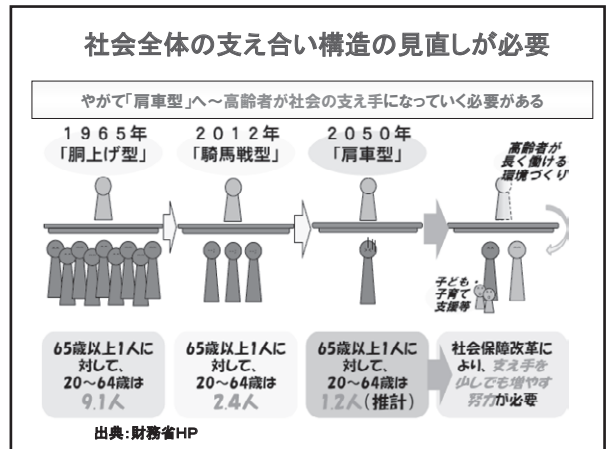 社会全体の支え合い構造の見直しが必要
やがて「肩車型」へ～高齢者が社会の支え手になっていく必要がある
1965年
「胴上げ型」
2012年
「騎馬戦型」
2050年
「肩車型」
高齢者が
長く働ける
環境づくり
子ども・
子育て
支援等
65歳以上1人に
対して、
20～64歳は
9.1人
65歳以上1人に
対して、
20～64歳は
2.4人
65歳以上1人に
対して、
20～64歳は
1.2人(推計)
社会保障改革に
より、支え手を
少しでも増やす
努力が必要
出典：財務省HP